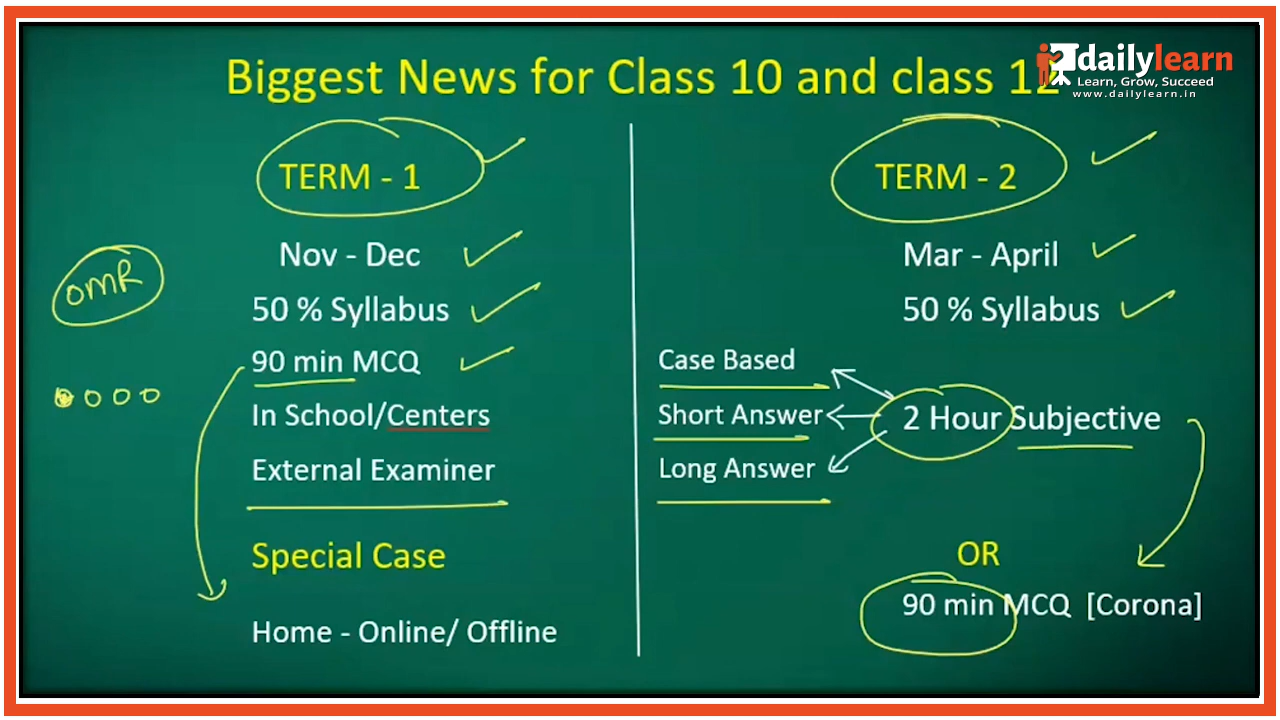 dailylearn
Learn, Grow, Succeed
www.dailylearn.in
Biggest News for Class 10 and class 12
TERM - 1
Nov - Dec
50 % Syllabus
90 min MCQ
In School/Centers
External Examiner
Special Case
Home - Online/ Offline
OMR
TERM - 2
Mar - April
50 % Syllabus
Case Based
Short Answer
Long Answer
2 Hour Subjective
OR
90 min MCQ [Corona]